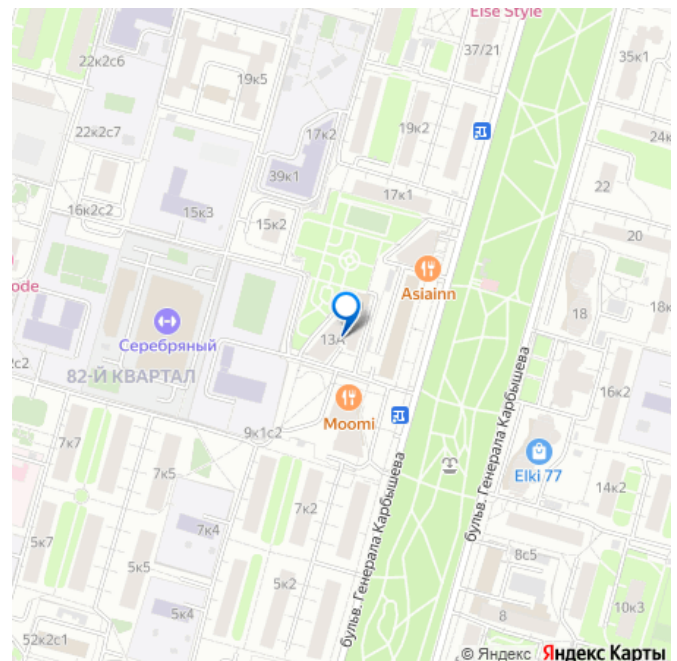 Else Style
37/21
35к1
22к2с6
19к5
22к2с7
17к2
19к2
24к
39к1
22
16к2с2
15к3
17к1
15к2
20
ode
Asiainn
18
18к
Серебряный
13А
82-Й КВАРТАЛ
2с2
16к2
Moomi
9к1с2
7к7
Elki 77
7к5
7к2
14к2
бульв. Генерала Карбышева
бульв. Генерала Карбышева
7к4
5к7
8с5
5к5
5к2
5к4
8
10к3
52к2с1
© Яндекс Яндекс Карты